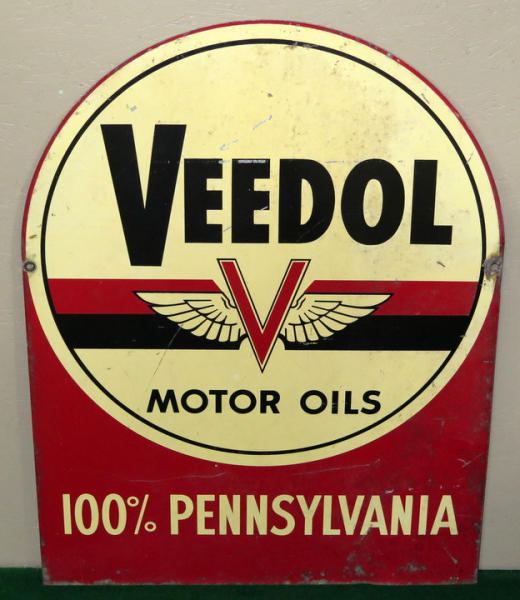 VEEDOL
V
MOTOR OILS
100% PENNSYLVANIA